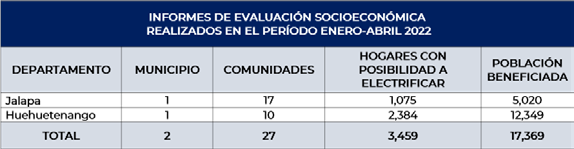 INFORMES DE EVALUACIÓN SOCIOECONÓMICA
REALIZADOS EN EL PERÍODO ENERO-ABRIL 2022
DEPARTAMENTO MUNICIPIO COMUNIDADES HOGARES CON POSIBILIDAD A ELECTRIFICAR POBLACIÓN BENEFICIADA
Jalapa 1 17 1,075 5,020
Huehuetenango 1 10 2,384 12,349
TOTAL 2 27 3,459 17,369